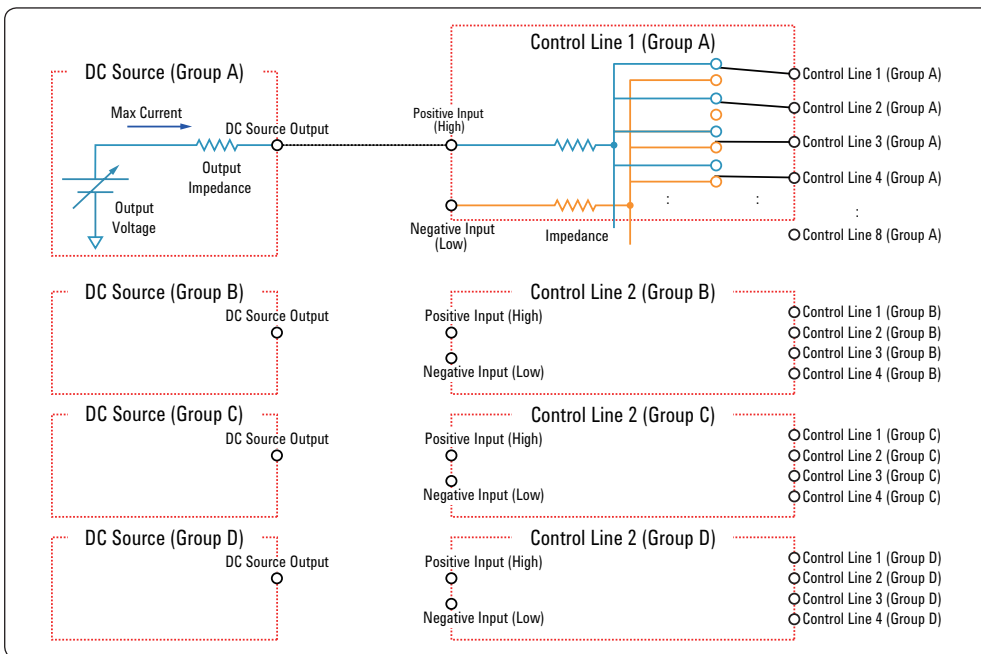 Control Line 1 (Group A)
DC Source (Group A)
Max Current
DC Source Output
Output
Impedance
Output
Voltage
Positive Input
(High)
Negative Input
(Low)
Impedance
Control Line 1 (Group A)
Control Line 2 (Group A)
Control Line 3 (Group A)
Control Line 4 (Group A)
:
:
:
Control Line 8 (Group A)
DC Source (Group B)
DC Source Output
Control Line 2 (Group B)
Positive Input (High)
Negative Input (Low)
Control Line 1 (Group B)
Control Line 2 (Group B)
Control Line 3 (Group B)
Control Line 4 (Group B)
DC Source (Group C)
DC Source Output
Control Line 2 (Group C)
Positive Input (High)
Negative Input (Low)
Control Line 1 (Group C)
Control Line 2 (Group C)
Control Line 3 (Group C)
Control Line 4 (Group C)
DC Source (Group D)
DC Source Output
Control Line 2 (Group D)
Positive Input (High)
Negative Input (Low)
Control Line 1 (Group D)
Control Line 2 (Group D)
Control Line 3 (Group D)
Control Line 4 (Group D)